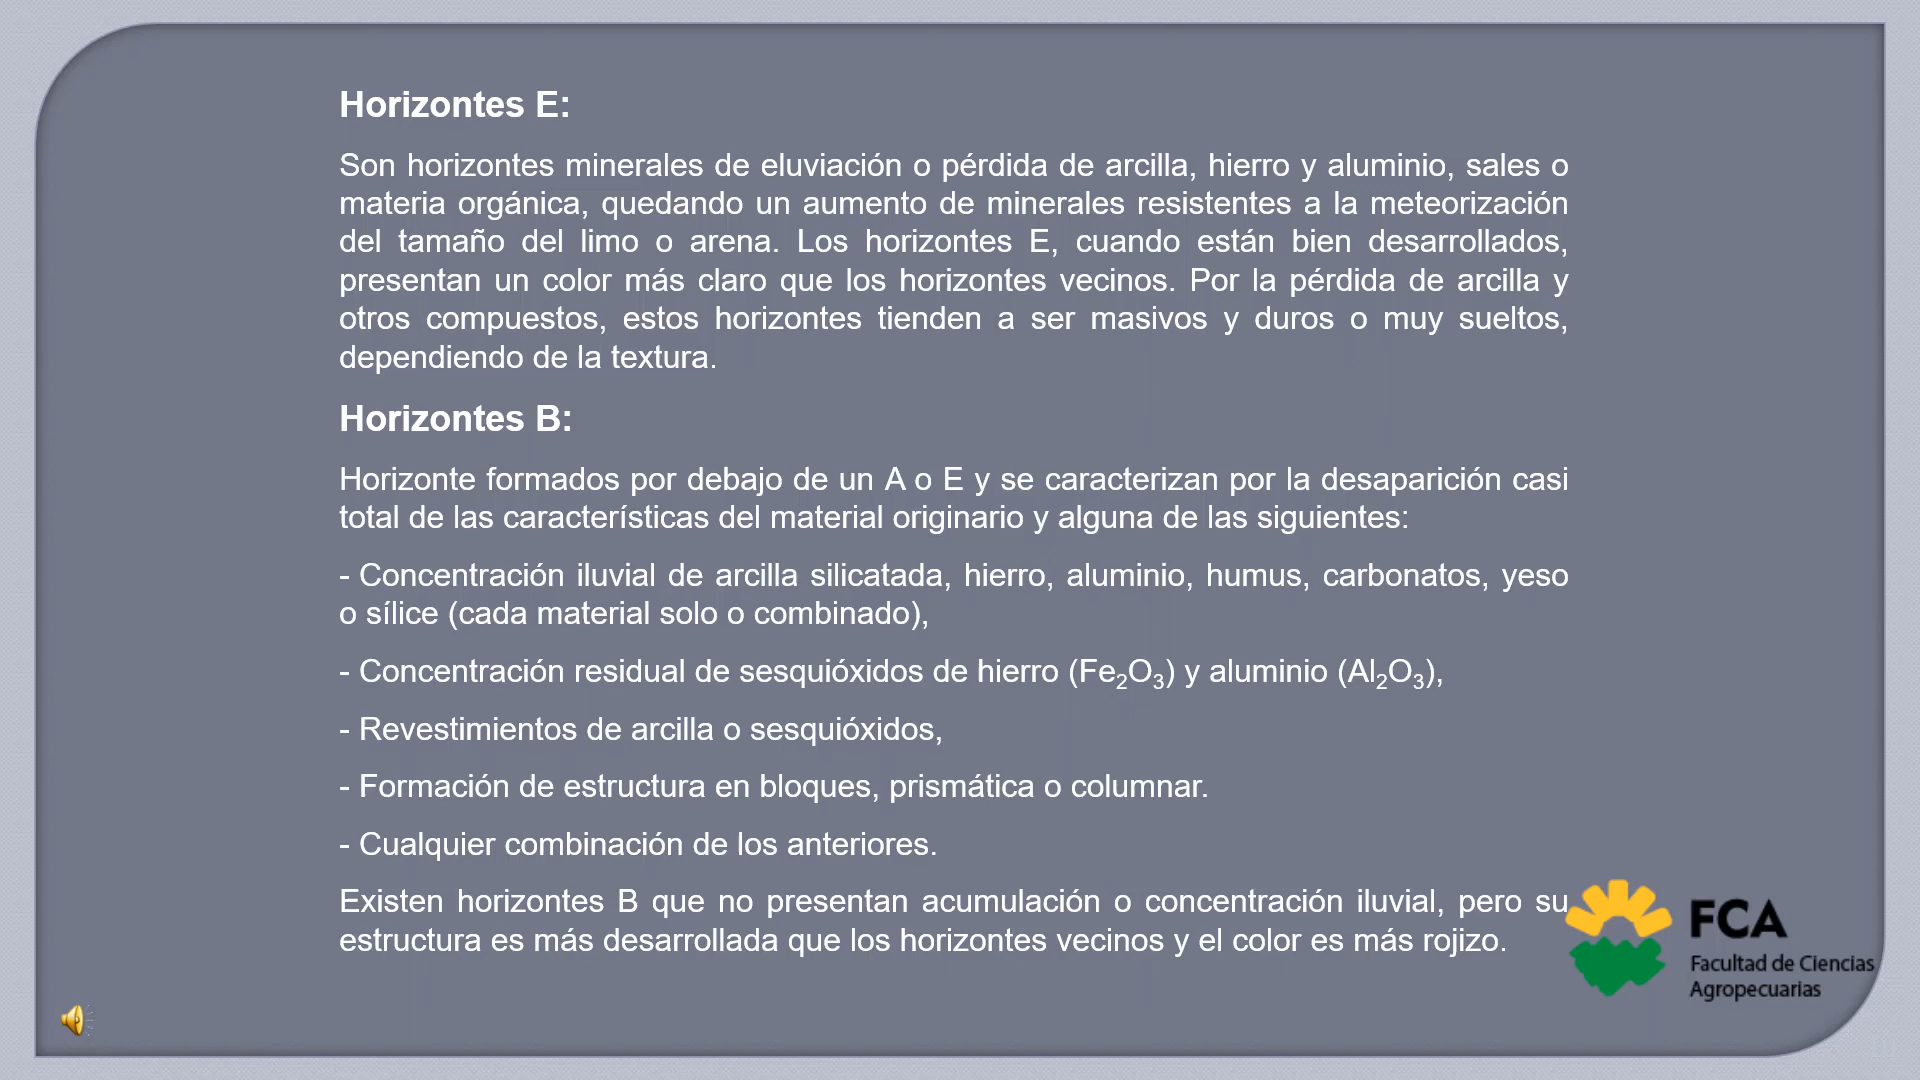 Horizontes E:
Son horizontes minerales de eluviación o pérdida de arcilla, hierro y aluminio, sales o
materia orgánica, quedando un aumento de minerales resistentes a la meteorización
del tamaño del limo o arena. Los horizontes E, cuando están bien desarrollados,
presentan un color más claro que los horizontes vecinos. Por la pérdida de arcilla y
otros compuestos, estos horizontes tienden a ser masivos y duros o muy sueltos,
dependiendo de la textura.
Horizontes B:
Horizonte formados por debajo de un A o E y se caracterizan por la desaparición casi
total de las características del material originario y alguna de las siguientes:
- Concentración iluvial de arcilla silicatada, hierro, aluminio, humus, carbonatos, yeso
o sílice (cada material solo o combinado),
- Concentración residual de sesquióxidos de hierro (Fe₂O₃) y aluminio (Al₂O₃),
- Revestimientos de arcilla o sesquióxidos,
- Formación de estructura en bloques, prismática o columnar.
- Cualquier combinación de los anteriores.
Existen horizontes B que no presentan acumulación o concentración iluvial, pero su
estructura es más desarrollada que los horizontes vecinos y el color es más rojizo.
FCA
Facultad de Ciencias
Agropecuarias